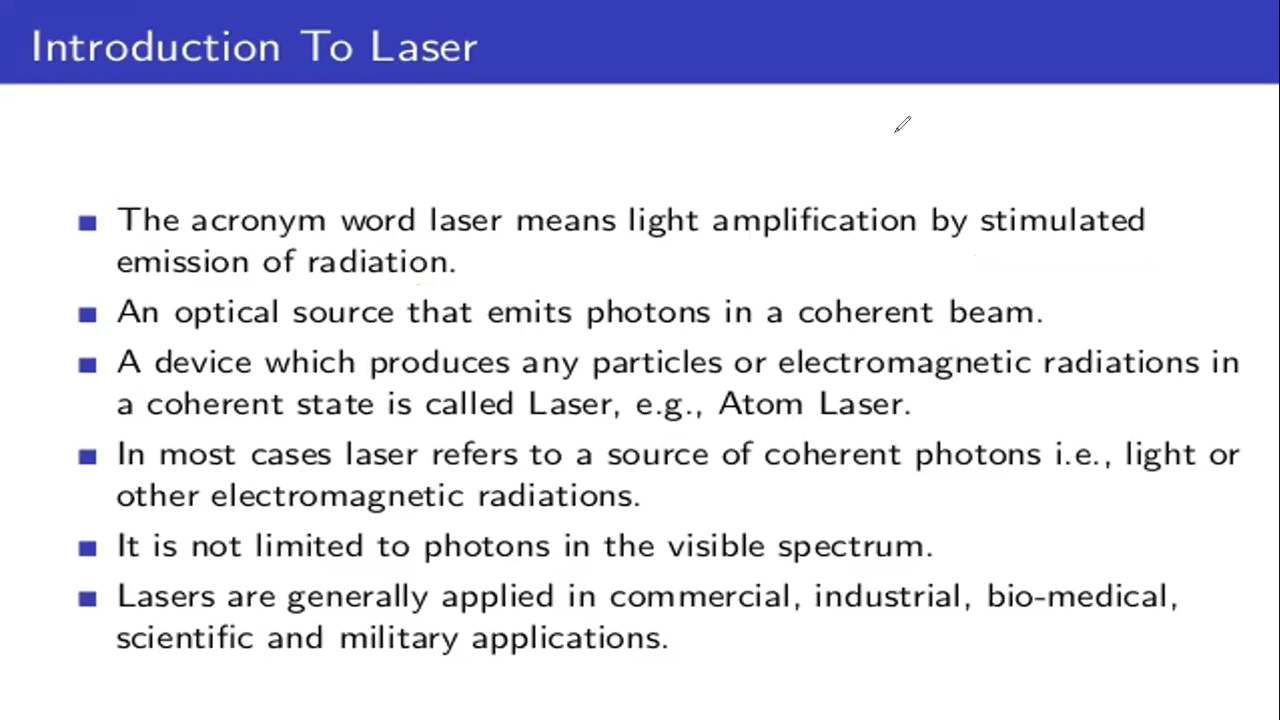 Introduction To Laser
The acronym word laser means light amplification by stimulated
emission of radiation.
An optical source that emits photons in a coherent beam.
A device which produces any particles or electromagnetic radiations in
a coherent state is called Laser, e.g., Atom Laser.
In most cases laser refers to a source of coherent photons i.e., light or
other electromagnetic radiations.
It is not limited to photons in the visible spectrum.
Lasers are generally applied in commercial, industrial, bio-medical,
scientific and military applications.